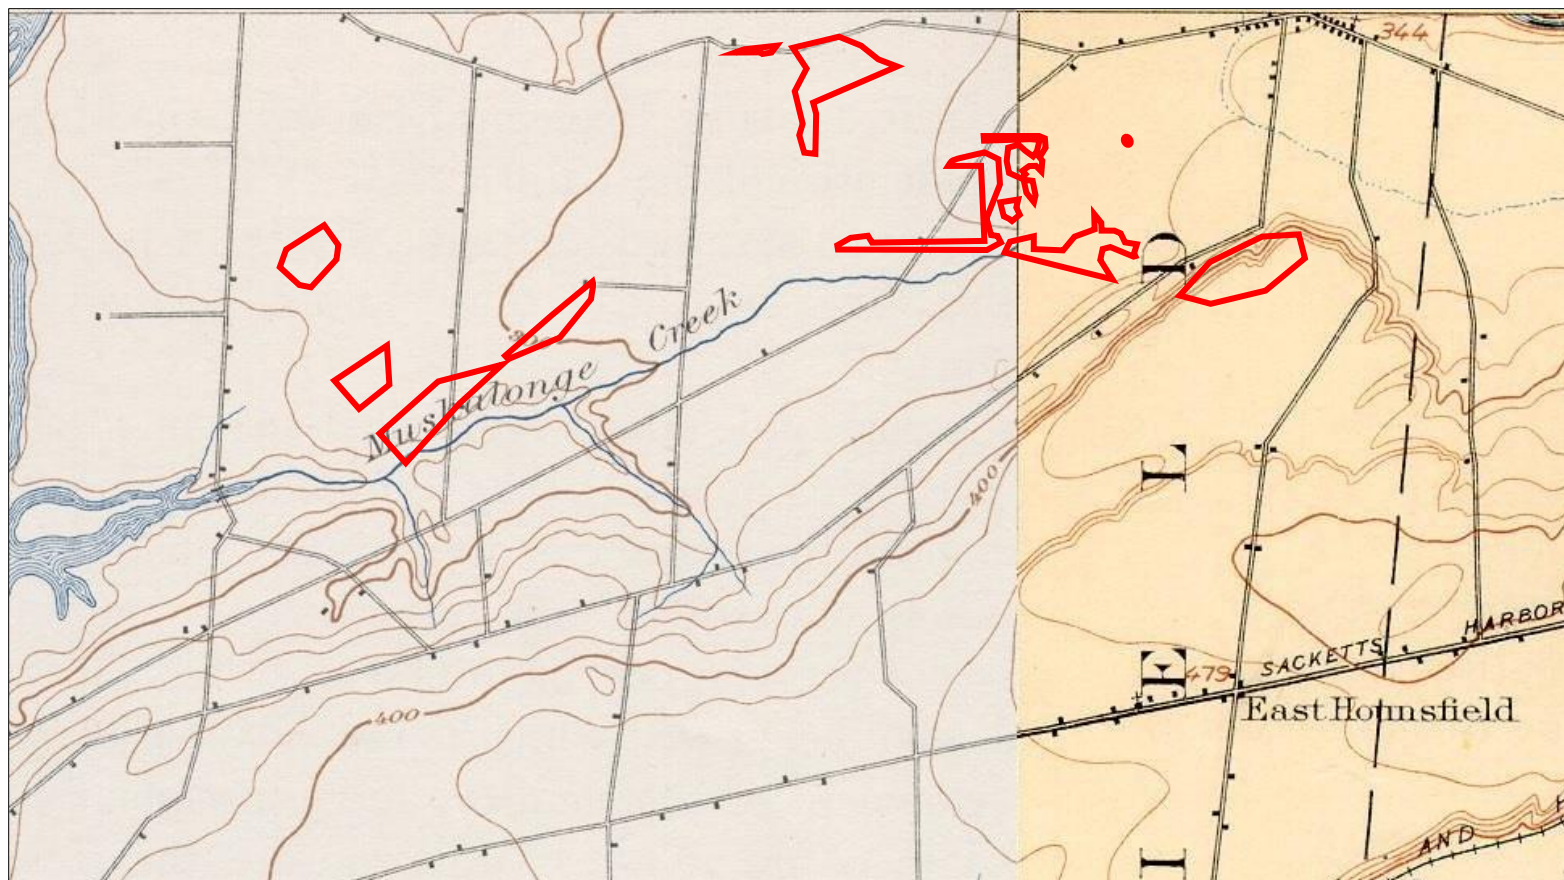 344
Muskalonge Creek
400
D
L
E
I
479
SACKETTS HARBOR
East Hounsfield
400
AND